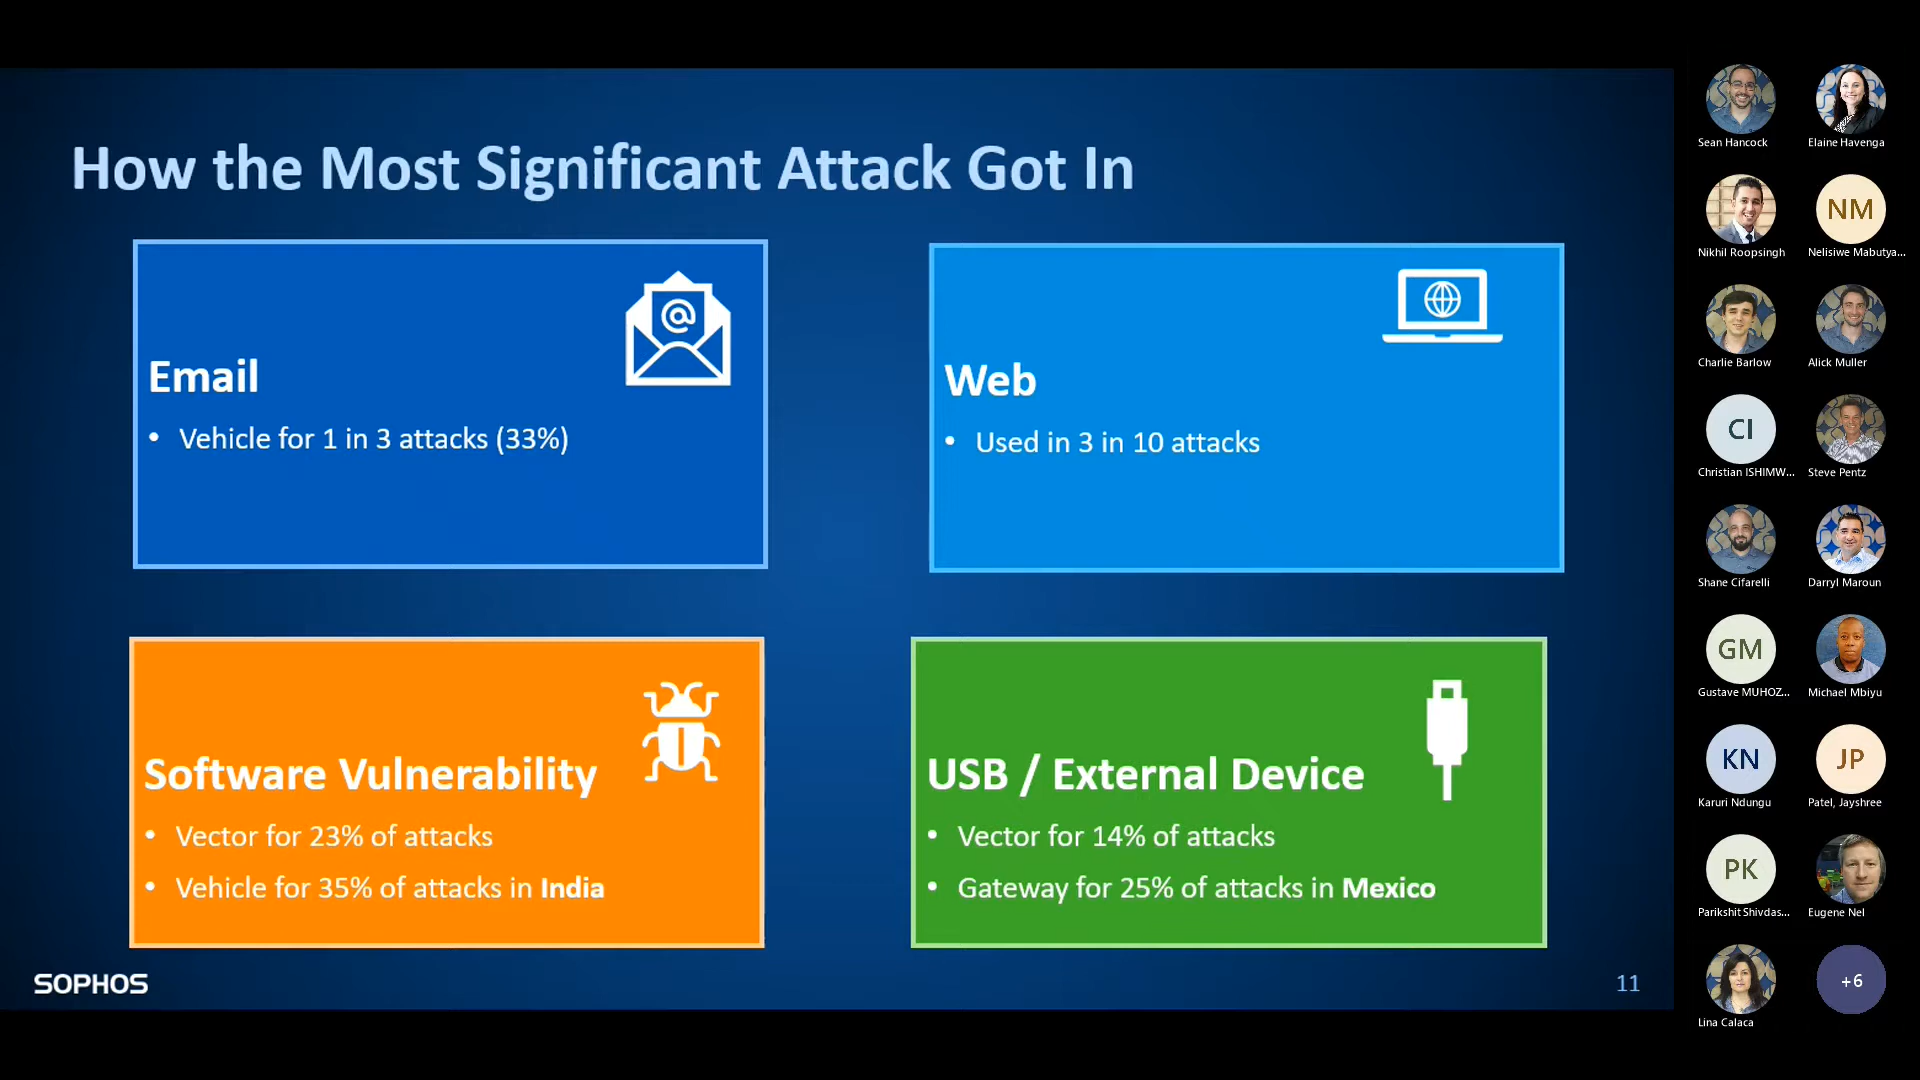 How the Most Significant Attack Got In
Email
• Vehicle for 1 in 3 attacks (33%)
Web
• Used in 3 in 10 attacks
Software Vulnerability
• Vector for 23% of attacks
• Vehicle for 35% of attacks in India
USB / External Device
• Vector for 14% of attacks
• Gateway for 25% of attacks in Mexico
SOPHOS
11
Sean Hancock
Elaine Havenga
Nikhil Roopsingh
NM
Nelisiwe Mabutya...
Charlie Barlow
Alick Muller
CI
Christian ISHIMW...
Steve Pentz
Shane Cifarelli
Darryl Maroun
GM
Gustave MUHOZ...
Michael Mbiyu
KN
Karuri Ndungu
JP
Patel, Jayshree
PK
Parikshit Shivdas...
Eugene Nel
Lina Calaca
+6